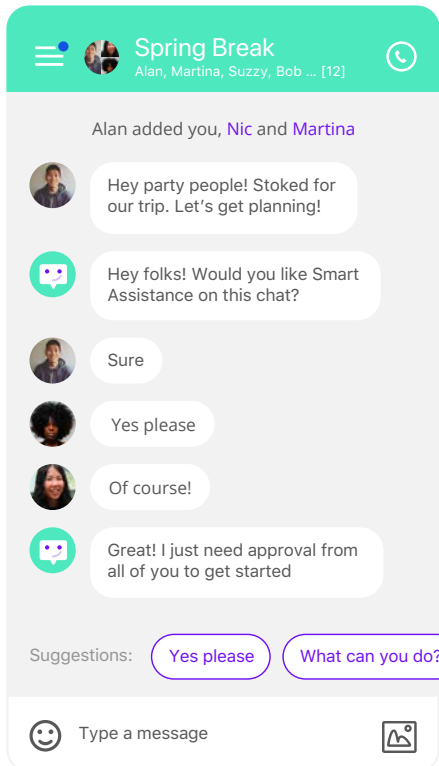 Spring Break
Alan, Martina, Suzzy, Bob ... [12]
Alan added you, Nic and Martina
Hey party people! Stoked for
our trip. Let’s get planning!
Hey folks! Would you like Smart
Assistance on this chat?
Sure
Yes please
Of course!
Great! I just need approval from
all of you to get started
Suggestions: Yes please What can you do?
Type a message